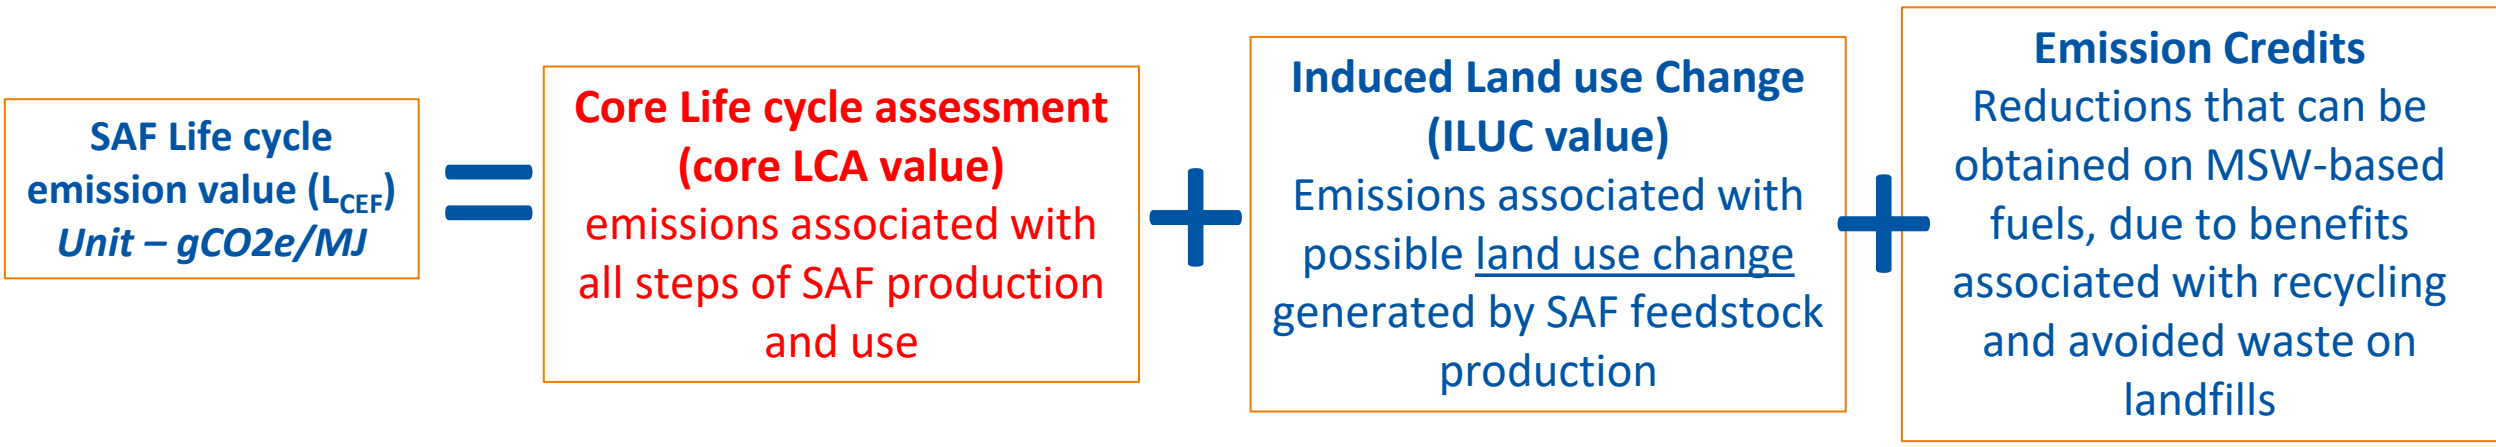 SAF Life cycle
emission value (LCEF)
Unit – gCO2e/MJ
=
Core Life cycle assessment
(core LCA value)
emissions associated with
all steps of SAF production
and use
+
Induced Land use Change
(ILUC value)
Emissions associated with
possible land use change
generated by SAF feedstock
production
+
Emission Credits
Reductions that can be
obtained on MSW-based
fuels, due to benefits
associated with recycling
and avoided waste on
landfills